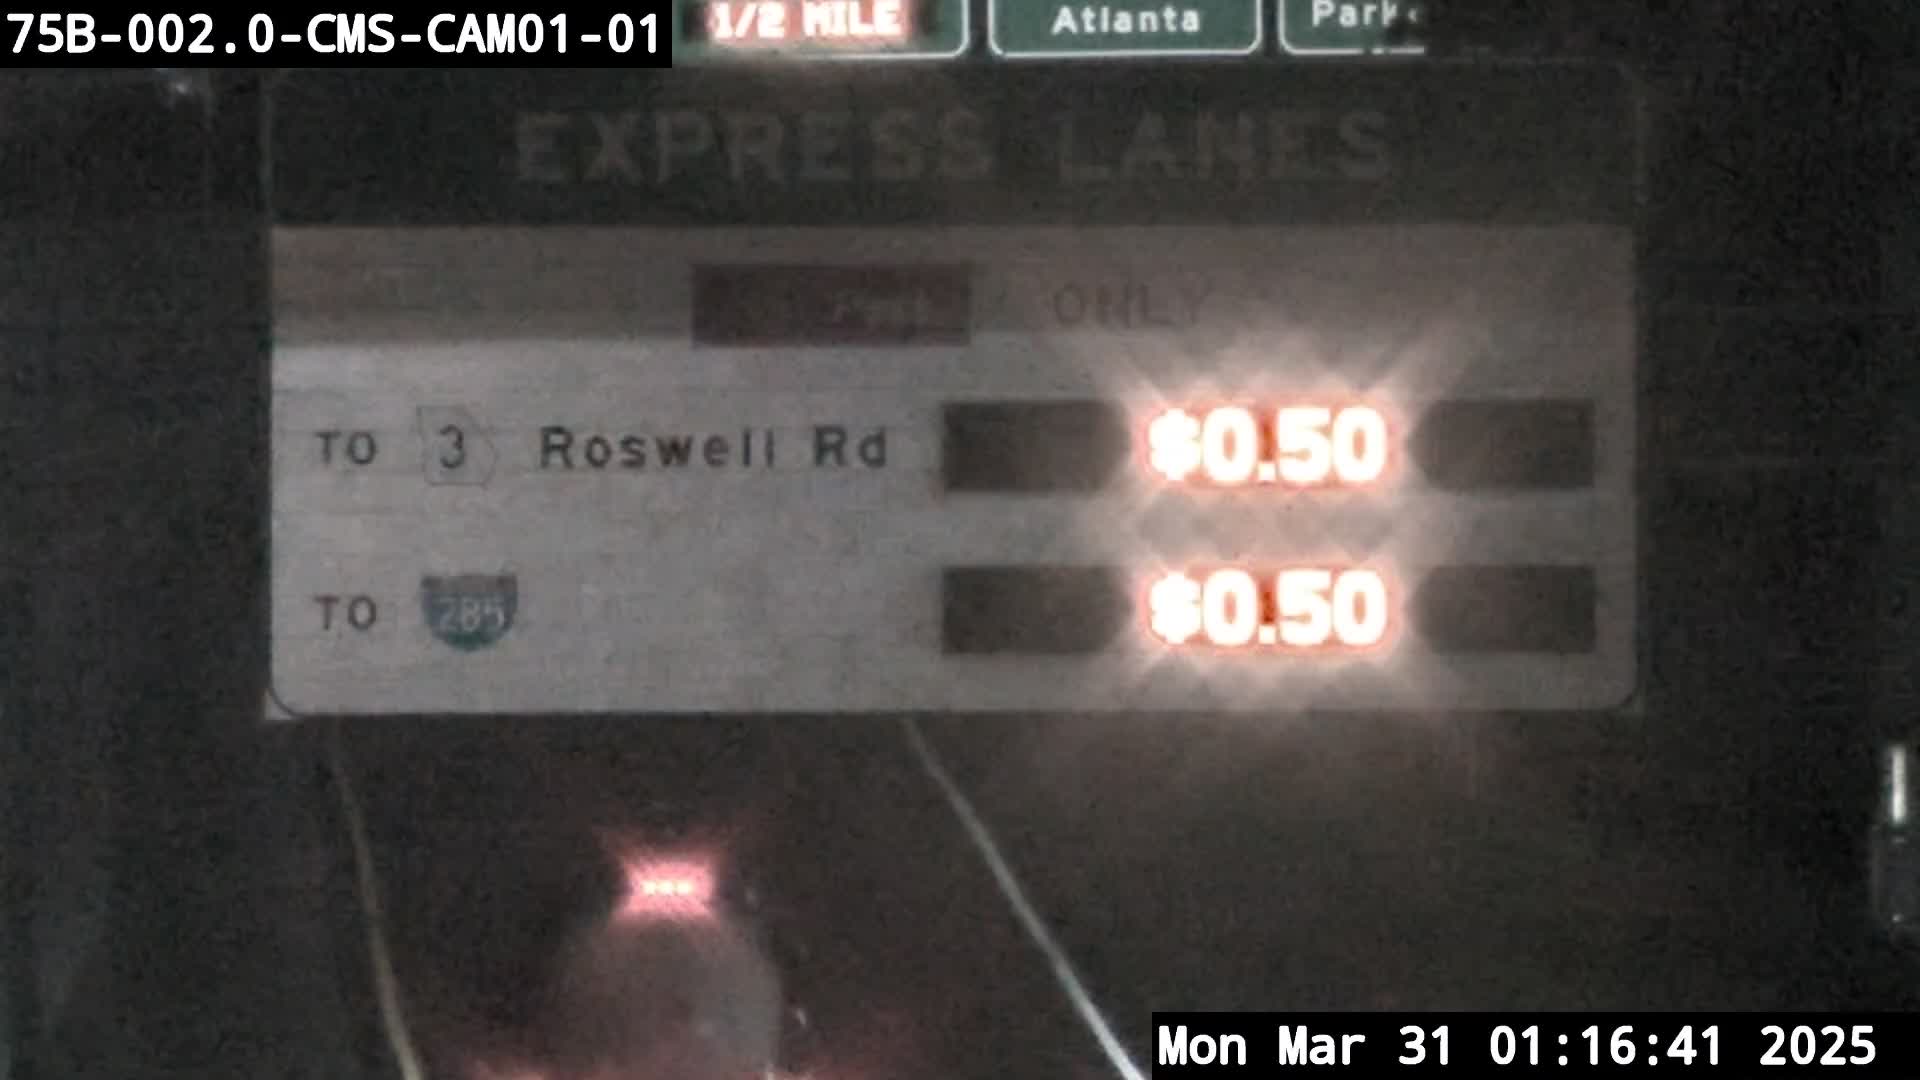 75B-002.0-CMS-CAM01-01
1/2 MILE
Atlanta
EXPRESS LANES
ONLY
TO 3 Roswell Rd $0.50
TO 285 $0.50
Mon Mar 31 01:16:41 2025